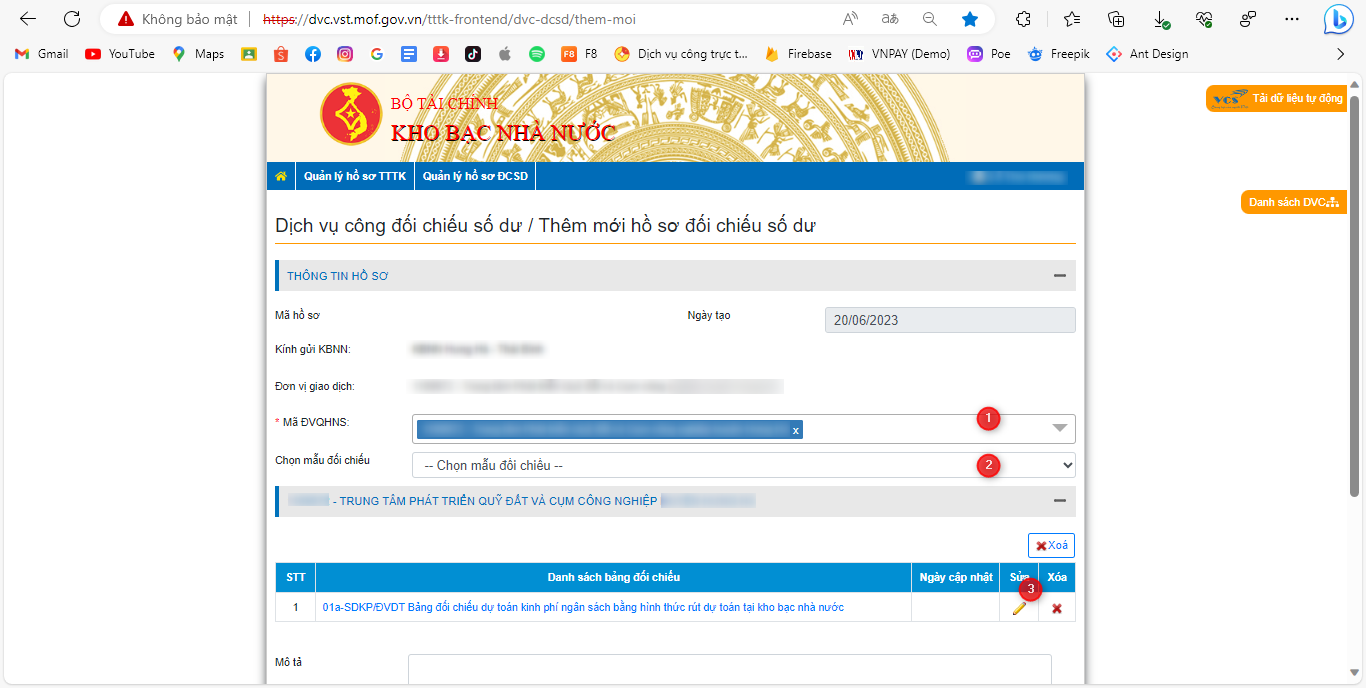 Không bảo mật
https://dvc.vst.mof.gov.vn/tttk-frontend/dvc-dcsd/them-moi
Gmail YouTube Maps F8 F8 Dịch vụ công trực t... Firebase VNPAY (Demo) Poe Freepik Ant Design
BỘ TÀI CHÍNH
KHO BẠC NHÀ NƯỚC
VCS Tải dữ liệu tự động
Quản lý hồ sơ TTTK Quản lý hồ sơ ĐCSD
Danh sách DVC
Dịch vụ công đối chiếu số dư / Thêm mới hồ sơ đối chiếu số dư
THÔNG TIN HỒ SƠ
Mã hồ sơ Ngày tạo 20/06/2023
Kính gửi KBNN:
Đơn vị giao dịch:
* Mã ĐVQHNS: x 1
Chọn mẫu đối chiếu -- Chọn mẫu đối chiếu -- 2
- TRUNG TÂM PHÁT TRIỂN QUỸ ĐẤT VÀ CỤM CÔNG NGHIỆP
Xoá
STT Danh sách bảng đối chiếu Ngày cập nhật Sửa Xóa
3
1 01a-SDKP/ĐVDT Bảng đối chiếu dự toán kinh phí ngân sách bằng hình thức rút dự toán tại kho bạc nhà nước
Mô tả